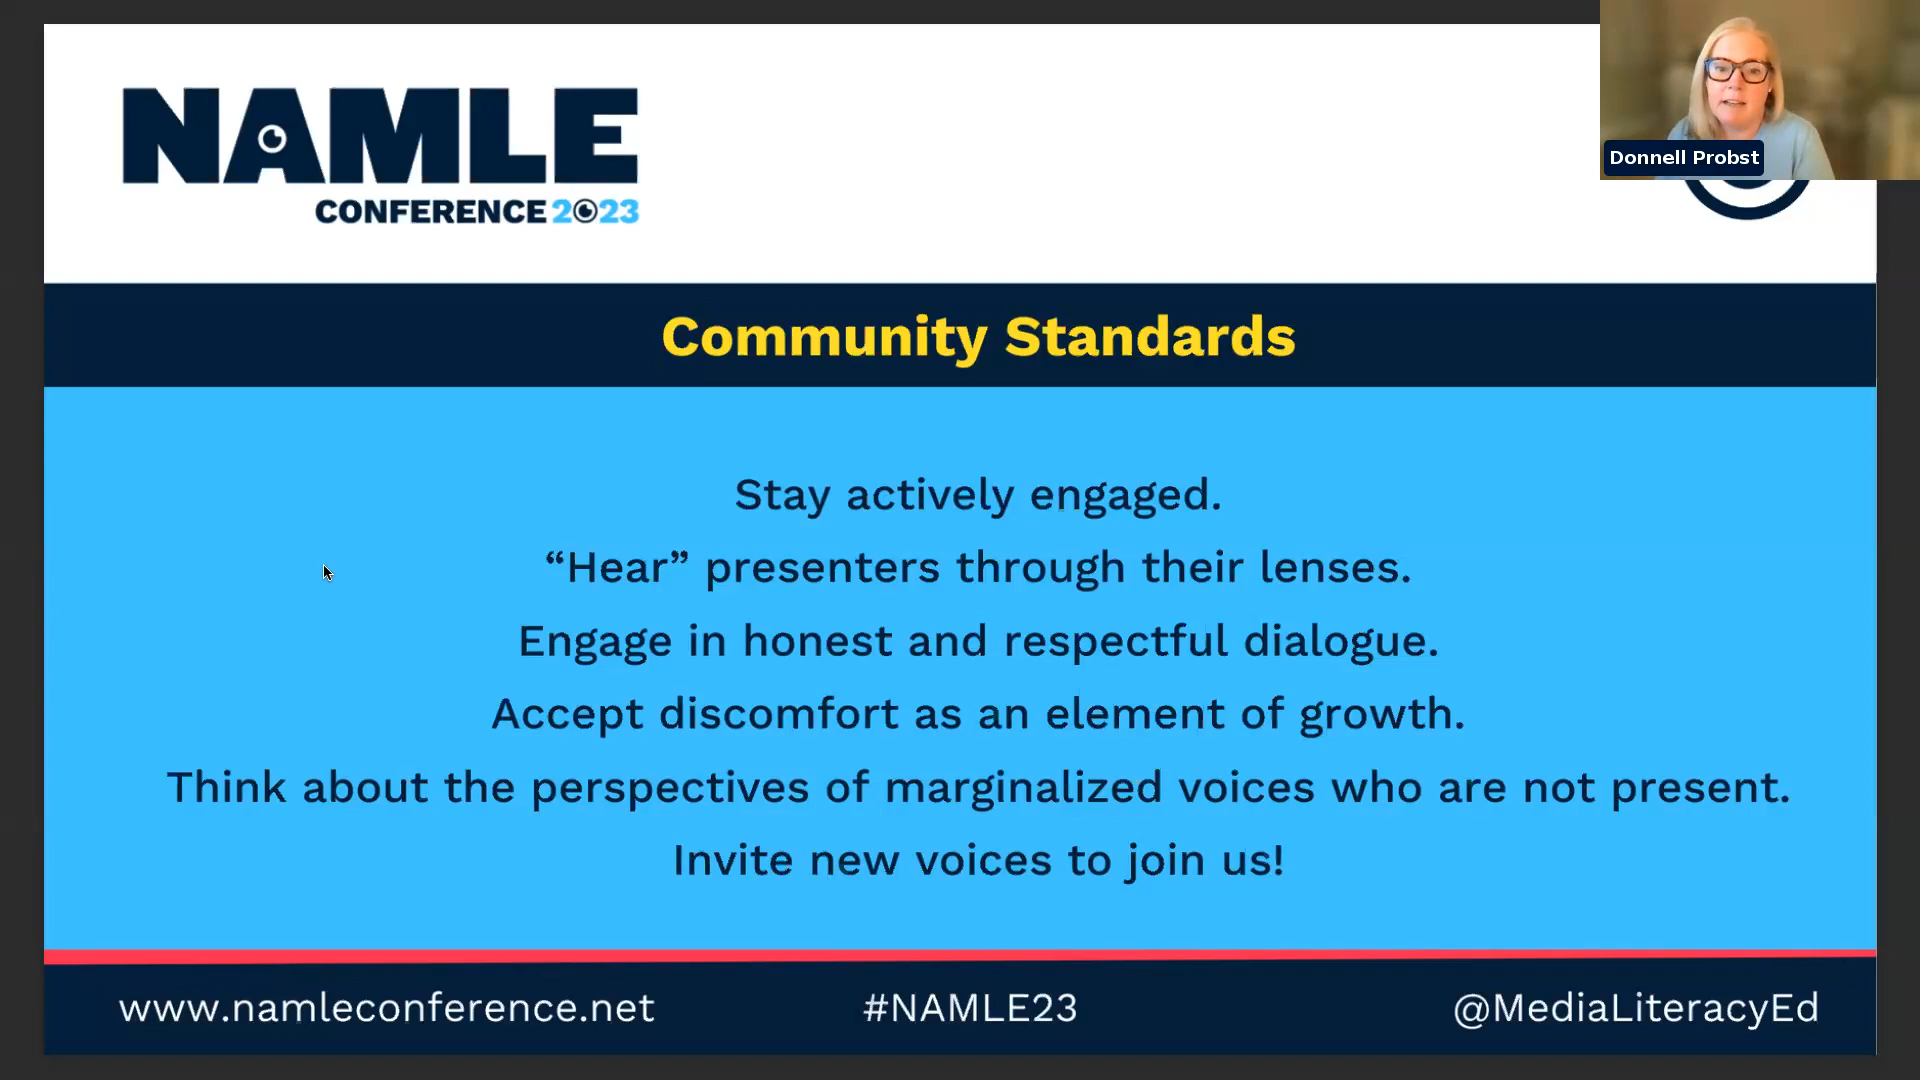 NAMLE
CONFERENCE 2023
Donnell Probst
Community Standards
Stay actively engaged.
“Hear” presenters through their lenses.
Engage in honest and respectful dialogue.
Accept discomfort as an element of growth.
Think about the perspectives of marginalized voices who are not present.
Invite new voices to join us!
www.namleconference.net
#NAMLE23
@MediaLiteracyEd